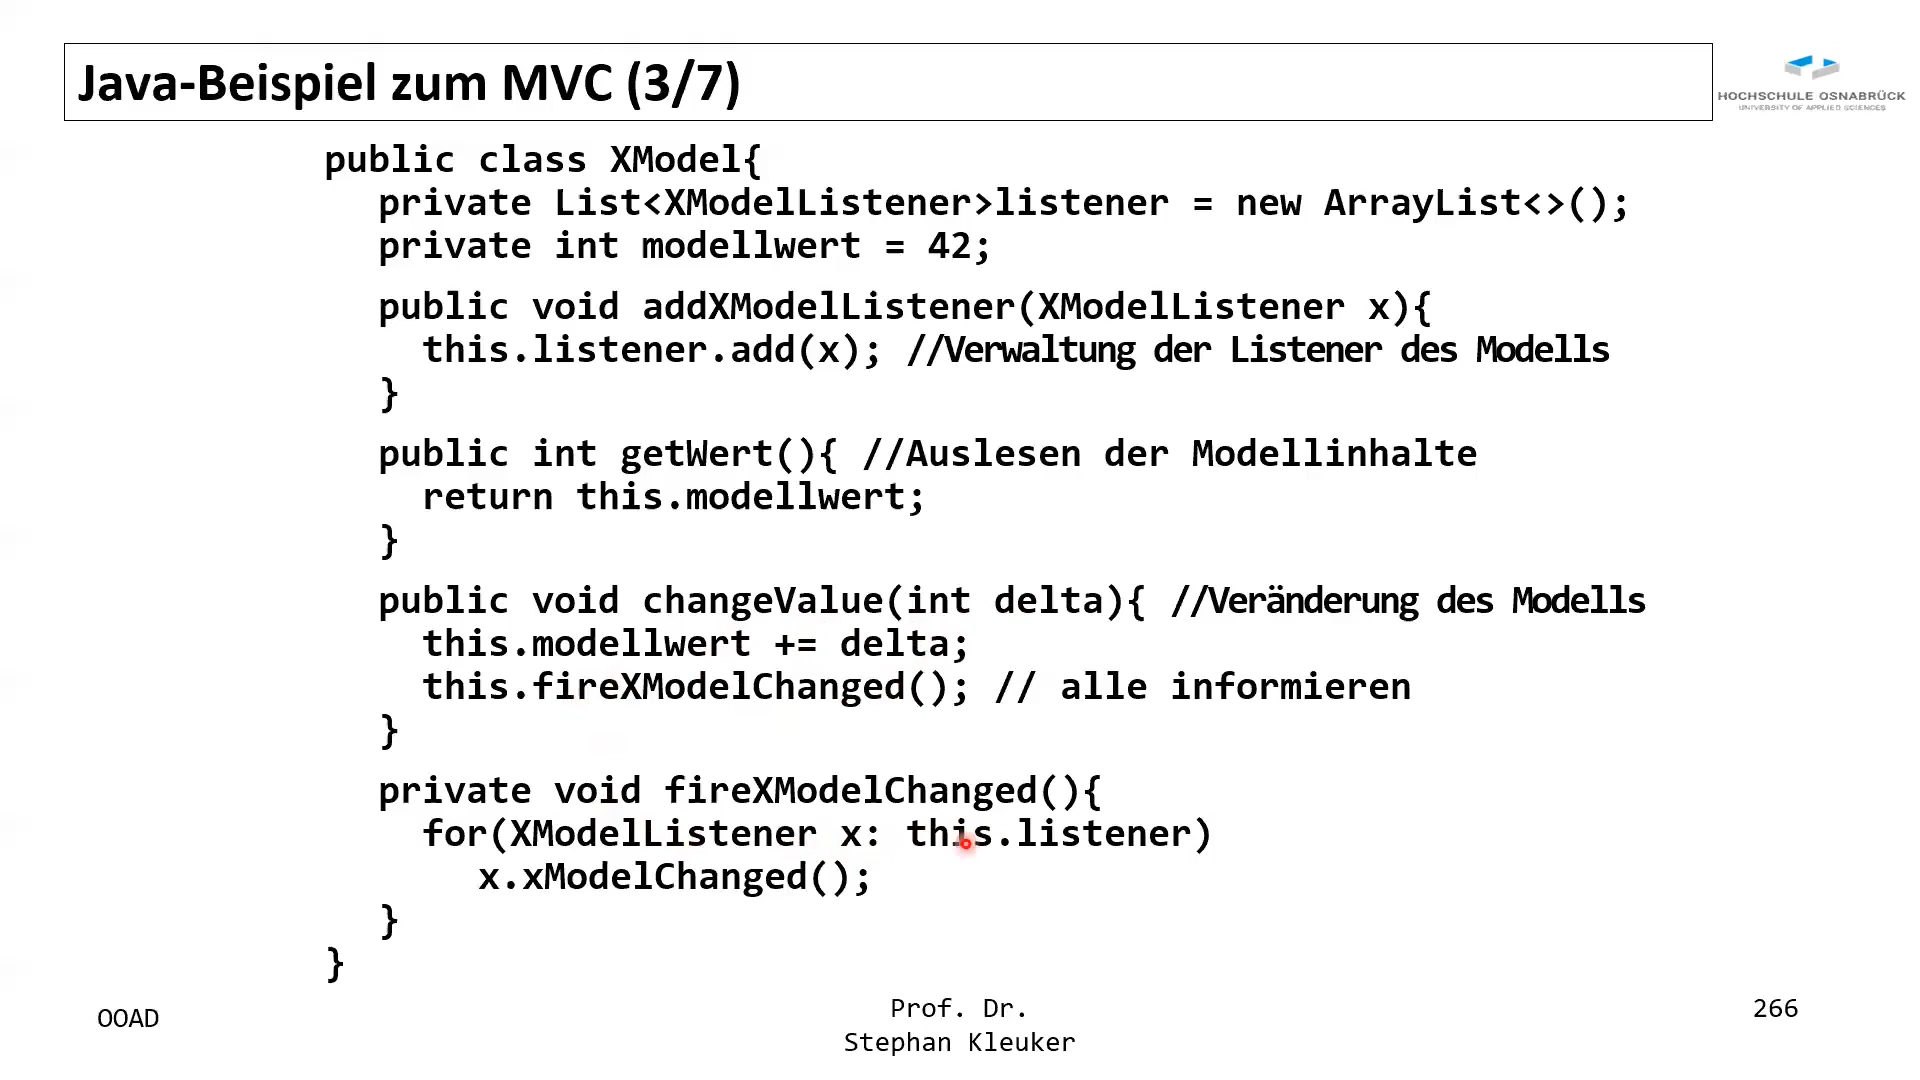 Java-Beispiel zum MVC (3/7)
HOCHSCHULE OSNABRÜCK
UNIVERSITY OF APPLIED SCIENCES
public class XModel{
private List<XModelListener>listener = new ArrayList<>();
private int modellwert = 42;
public void addXModelListener(XModelListener x){
this.listener.add(x); //Verwaltung der Listener des Modells
}
public int getWert(){ //Auslesen der Modellinhalte
return this.modellwert;
}
public void changeValue(int delta){ //Veränderung des Modells
this.modellwert += delta;
this.fireXModelChanged(); // alle informieren
}
private void fireXModelChanged(){
for(XModelListener x: this.listener)
x.xModelChanged();
}
}
OOAD
Prof. Dr.
Stephan Kleuker
266